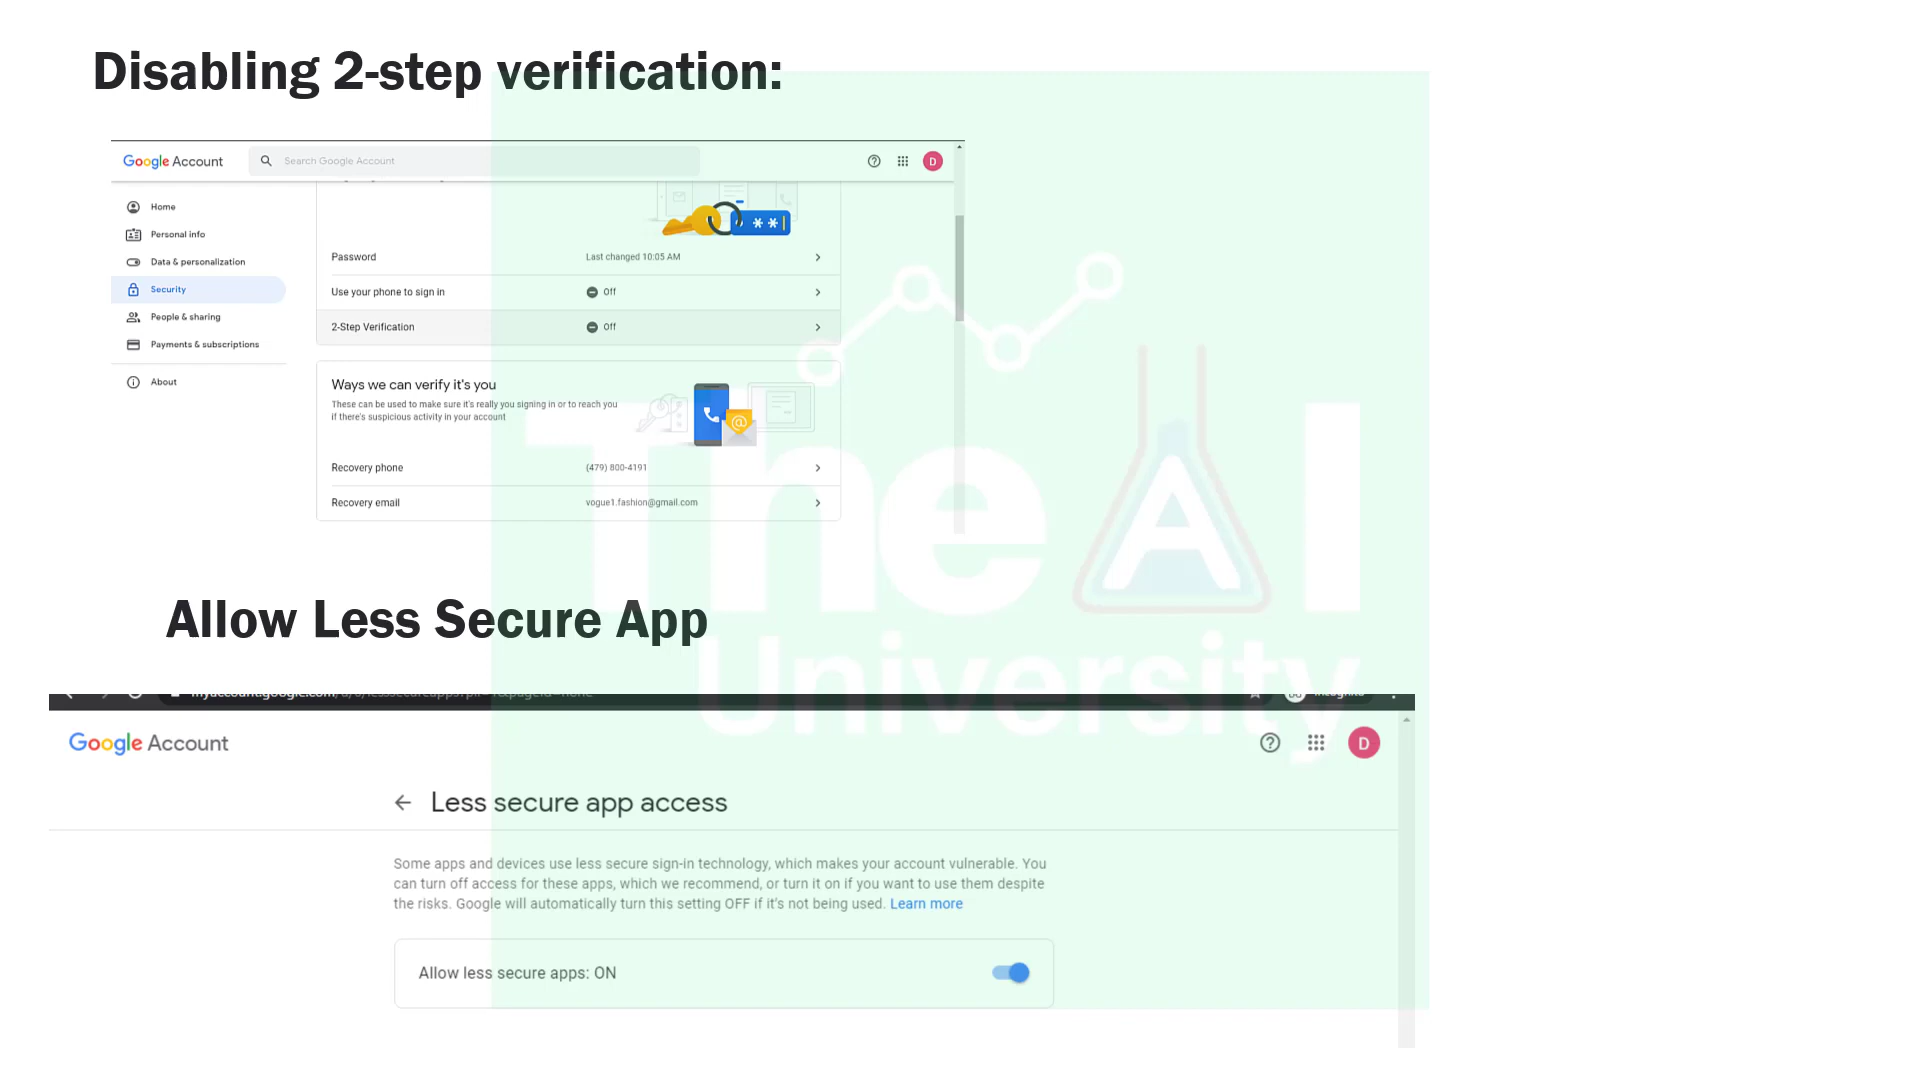 Disabling 2-step verification:
Google Account
Search Google Account
D
Home
Personal info
Data & personalization
Security
People & sharing
Payments & subscriptions
About
Password Last changed 10:05 AM
Use your phone to sign in Off
2-Step Verification Off
Ways we can verify it's you
These can be used to make sure it's really you signing in or to reach you
if there's suspicious activity in your account
Recovery phone (479) 800-4191
Recovery email vogue1.fashion@gmail.com
The AI
University
Allow Less Secure App
Google Account
D
Less secure app access
Some apps and devices use less secure sign-in technology, which makes your account vulnerable. You
can turn off access for these apps, which we recommend, or turn it on if you want to use them despite
the risks. Google will automatically turn this setting OFF if it's not being used. Learn more
Allow less secure apps: ON